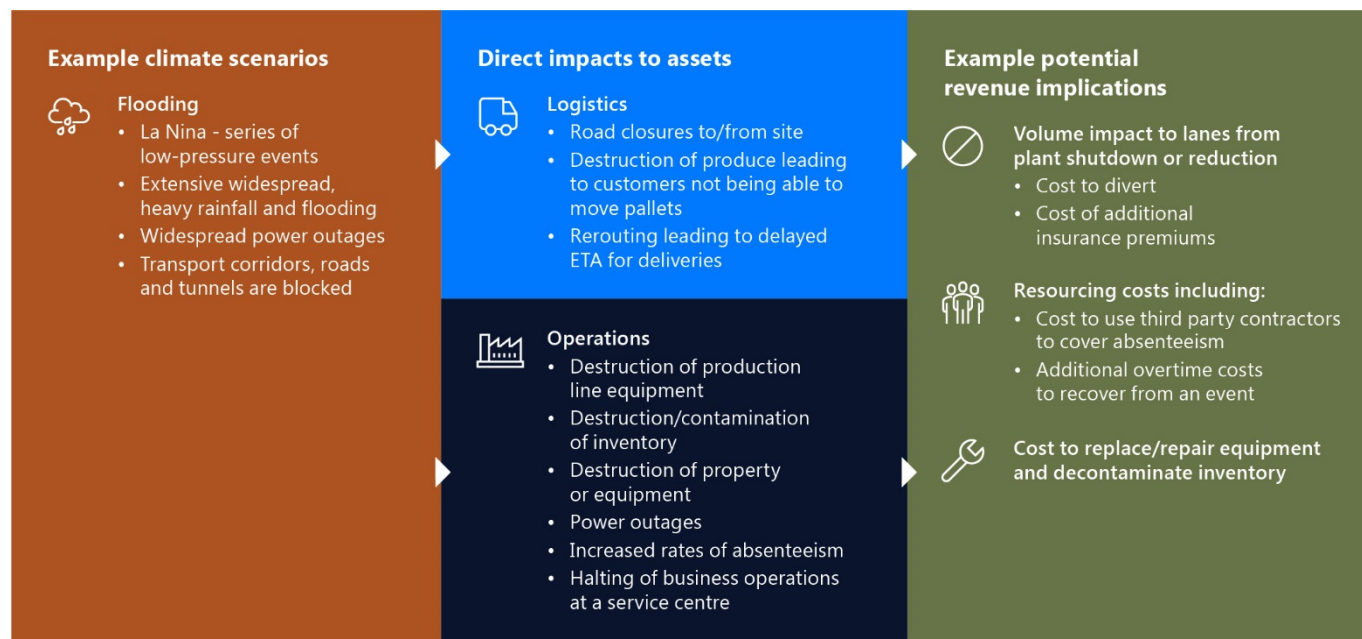 Example climate scenarios
Flooding
• La Nina - series of
low-pressure events
• Extensive widespread,
heavy rainfall and flooding
• Widespread power outages
• Transport corridors, roads
and tunnels are blocked
Direct impacts to assets
Logistics
• Road closures to/from site
• Destruction of produce leading
to customers not being able to
move pallets
• Rerouting leading to delayed
ETA for deliveries
Operations
• Destruction of production
line equipment
• Destruction/contamination
of inventory
• Destruction of property
or equipment
• Power outages
• Increased rates of absenteeism
• Halting of business operations
at a service centre
Example potential
revenue implications
Volume impact to lanes from
plant shutdown or reduction
• Cost to divert
• Cost of additional
insurance premiums
Resourcing costs including:
• Cost to use third party contractors
to cover absenteeism
• Additional overtime costs
to recover from an event
Cost to replace/repair equipment
and decontaminate inventory